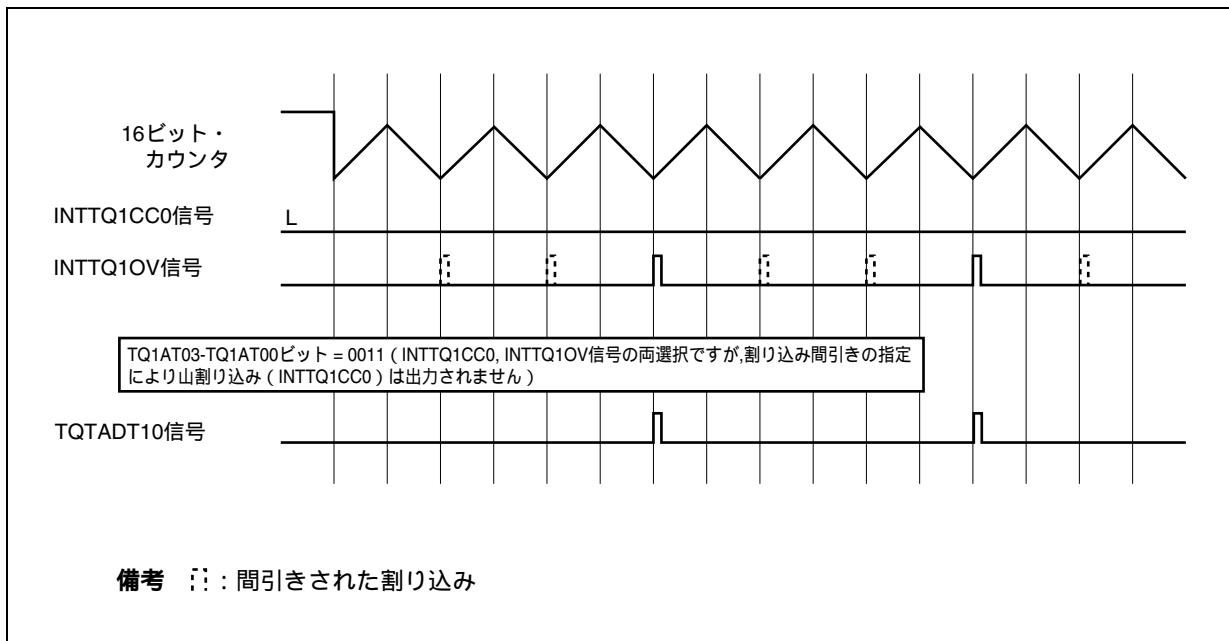 16ビット・
カウンタ
INTTQ1CC0信号
L
INTTQ1OV信号
TQ1AT03-TQ1AT00ビット = 0011（INTTQ1CC0, INTTQ1OV信号の両選択ですが,割り込み間引きの指定
により山割り込み（INTTQ1CC0）は出力されません）
TQTADT10信号
備考 ：間引きされた割り込み